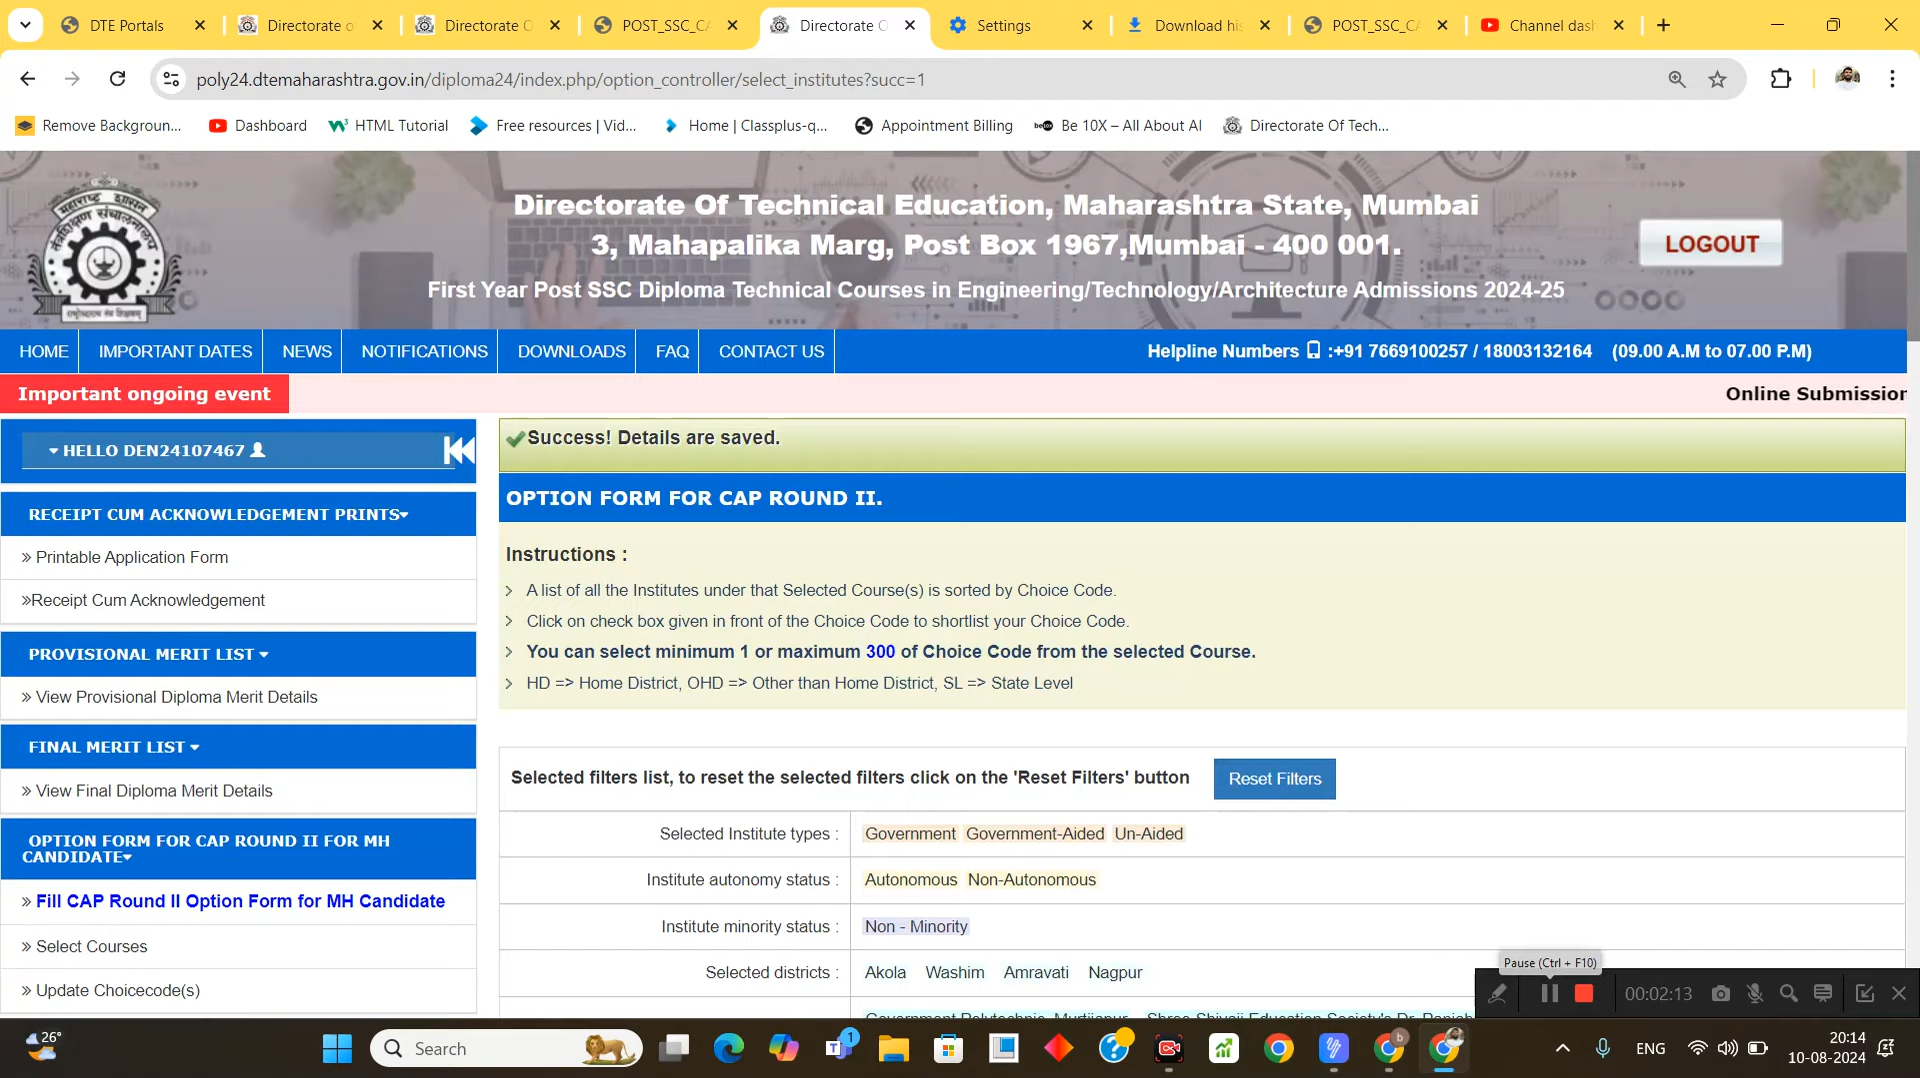 DTE Portals
Directorate o
Directorate O
POST_SSC_CA
Directorate O
Settings
Download his
POST_SSC_CA
Channel dash
poly24.dtemaharashtra.gov.in/diploma24/index.php/option_controller/select_institutes?succ=1
Remove Backgroun...
Dashboard
HTML Tutorial
Free resources | Vid...
Home | Classplus-q...
Appointment Billing
Be 10X – All About AI
Directorate Of Tech...
Directorate Of Technical Education, Maharashtra State, Mumbai
3, Mahapalika Marg, Post Box 1967,Mumbai - 400 001.
First Year Post SSC Diploma Technical Courses in Engineering/Technology/Architecture Admissions 2024-25
LOGOUT
HOME
IMPORTANT DATES
NEWS
NOTIFICATIONS
DOWNLOADS
FAQ
CONTACT US
Helpline Numbers :+91 7669100257 / 18003132164 (09.00 A.M to 07.00 P.M)
Important ongoing event
Online Submission
HELLO DEN24107467
RECEIPT CUM ACKNOWLEDGEMENT PRINTS
» Printable Application Form
»Receipt Cum Acknowledgement
PROVISIONAL MERIT LIST
» View Provisional Diploma Merit Details
FINAL MERIT LIST
» View Final Diploma Merit Details
OPTION FORM FOR CAP ROUND II FOR MH
CANDIDATE
» Fill CAP Round II Option Form for MH Candidate
» Select Courses
» Update Choicecode(s)
Success! Details are saved.
OPTION FORM FOR CAP ROUND II.
Instructions :
A list of all the Institutes under that Selected Course(s) is sorted by Choice Code.
Click on check box given in front of the Choice Code to shortlist your Choice Code.
You can select minimum 1 or maximum 300 of Choice Code from the selected Course.
HD => Home District, OHD => Other than Home District, SL => State Level
Selected filters list, to reset the selected filters click on the 'Reset Filters' button
Reset Filters
Selected Institute types : Government Government-Aided Un-Aided
Institute autonomy status : Autonomous Non-Autonomous
Institute minority status : Non - Minority
Selected districts : Akola Washim Amravati Nagpur
Government Polytechnic, Murtijapur Shree Shivaji Education Society's Dr. Panjab
Pause (Ctrl + F10)
00:02:13
26°
Search
1
ENG
20:14
10-08-2024